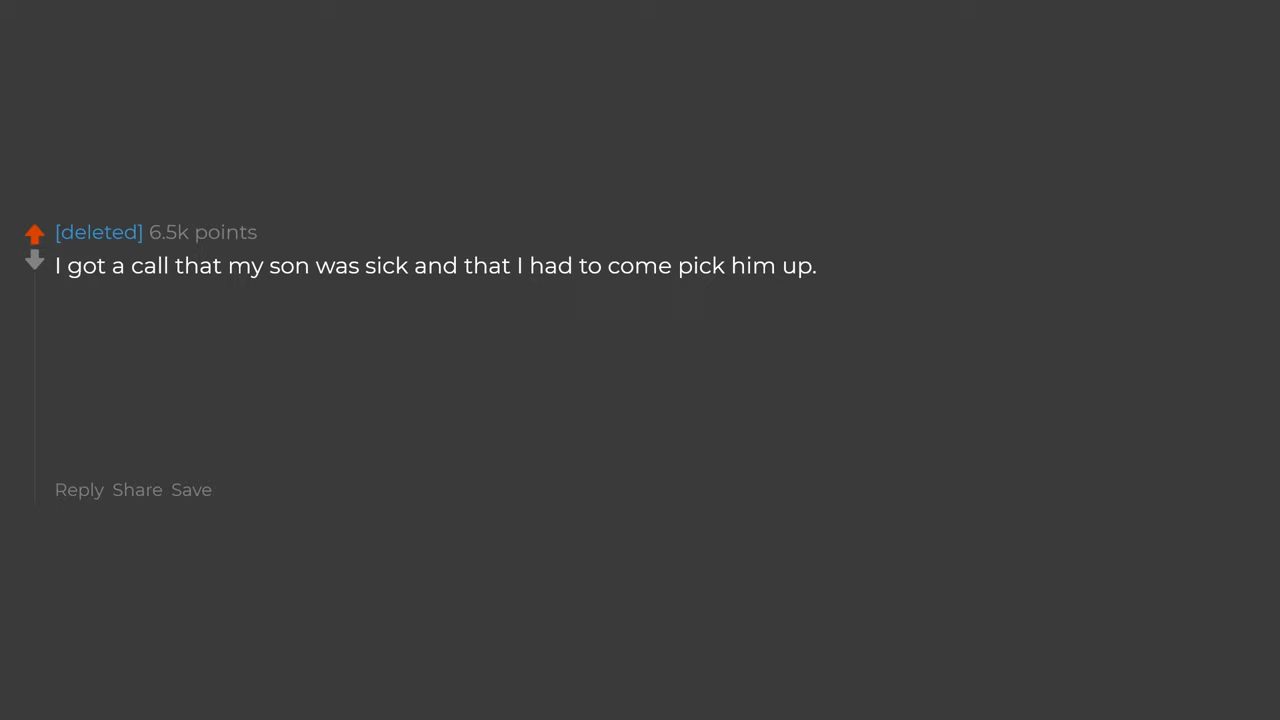 [deleted] 6.5k points
I got a call that my son was sick and that I had to come pick him up.
Reply Share Save